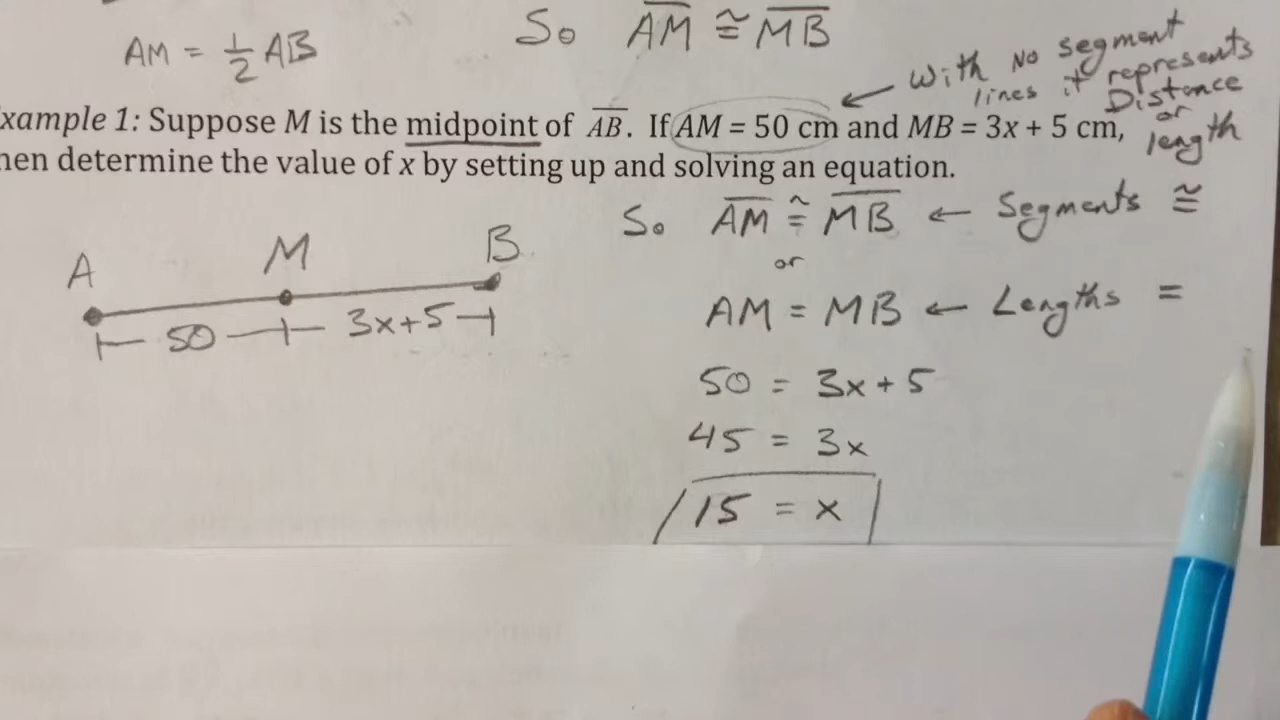 So AM ≅ MB
AM = 1/2 AB
with no segment
lines it represents
Distance
or
length
xample 1: Suppose M is the midpoint of AB. If AM = 50 cm and MB = 3x + 5 cm,
hen determine the value of x by setting up and solving an equation.
So AM ≅ MB ← Segments ≅
or
AM = MB ← Lengths =
A M B
50 3x+5
50 = 3x + 5
45 = 3x
15 = x